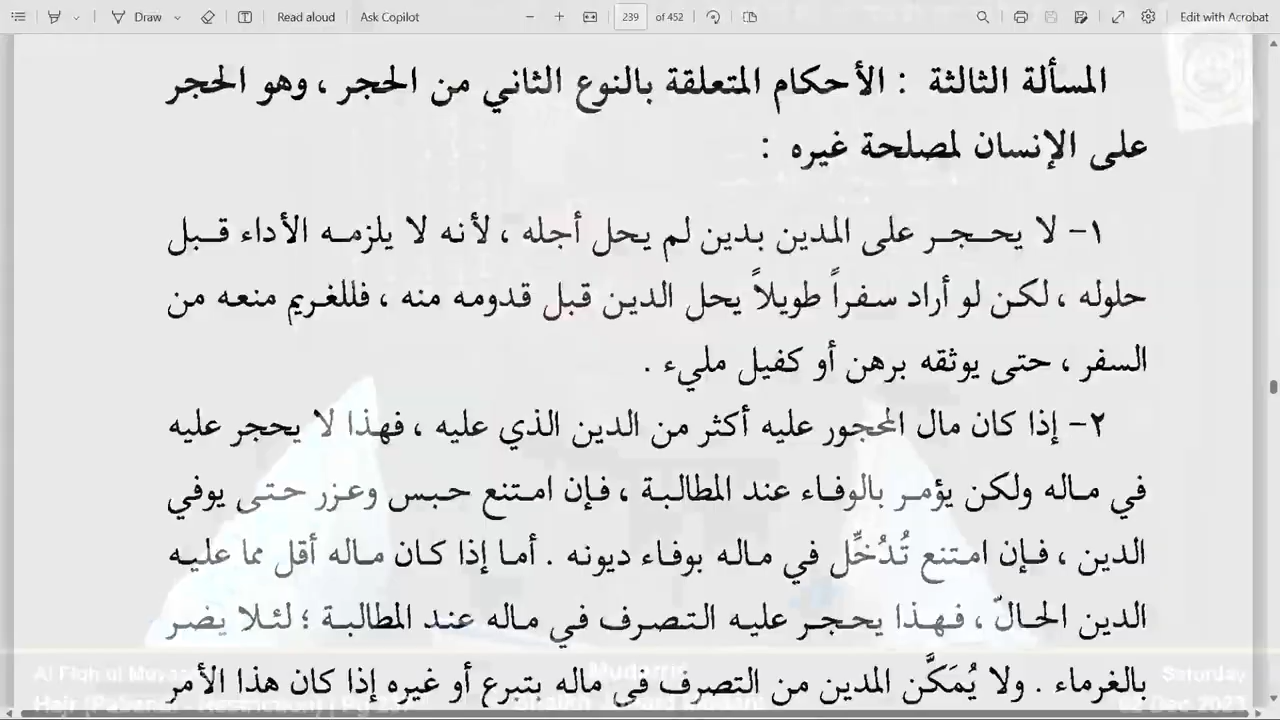 Draw
Read aloud
Ask Copilot
239 of 452
Edit with Acrobat
المسألة الثالثة : الأحكام المتعلقة بالنوع الثاني من الحجر ، وهو الحجر
على الإنسان لمصلحة غيره :
١- لا يحجر على المدين بدين لم يحل أجله ، لأنه لا يلزمه الأداء قبل
حلوله ، لكن لو أراد سفراً طويلاً يحل الدين قبل قدومه منه ، فللغريم منعه من
السفر ، حتى يوثقه برهن أو كفيل مليء .
٢- إذا كان مال المحجور عليه أكثر من الدين الذي عليه ، فهذا لا يحجر عليه
في ماله ولكن يؤمر بالوفاء عند المطالبة ، فإن امتنع حبس وعزر حتى يوفي
الدين ، فإن امتنع تُدُخِّل في ماله بوفاء ديونه . أما إذا كان ماله أقل مما عليه
الدين الحالّ ، فهذا يحجر عليه التصرف في ماله عند المطالبة ؛ لئلا يضر
بالغرماء . ولا يُمَكَّن المدين من التصرف في ماله بتبرع أو غيره إذا كان هذا الأمر
Al Fiqh ul
Saturday